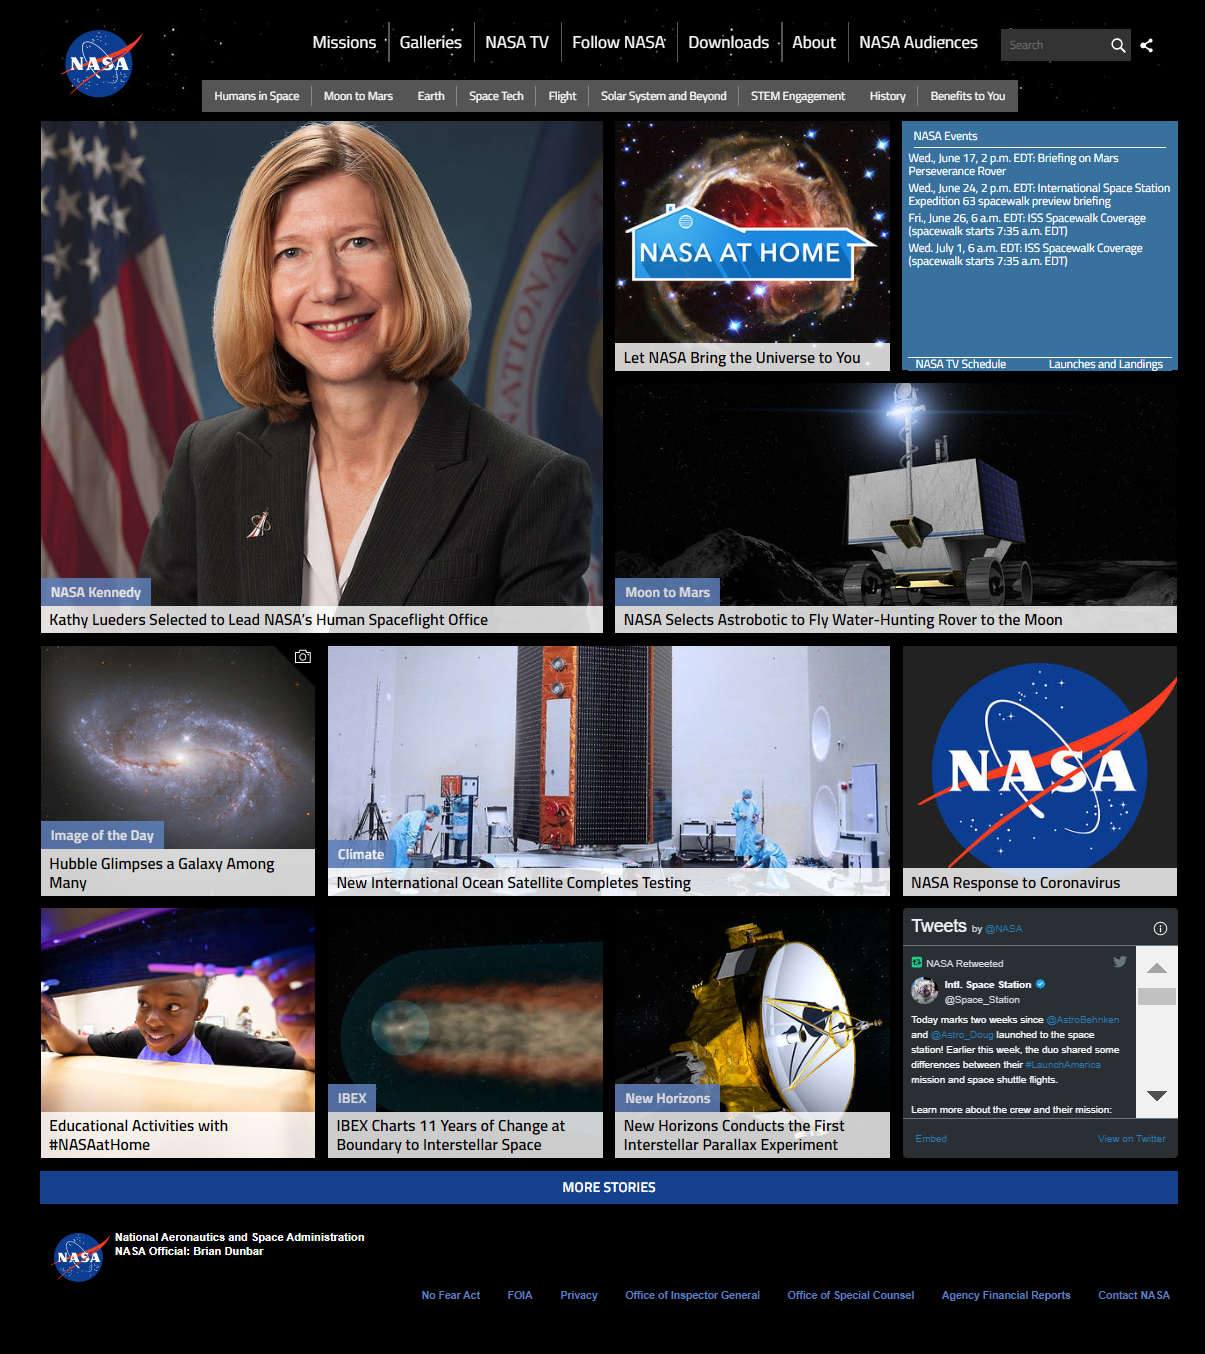 NASA
Missions
Galleries
NASA TV
Follow NASA
Downloads
About
NASA Audiences
Search
Humans in Space
Moon to Mars
Earth
Space Tech
Flight
Solar System and Beyond
STEM Engagement
History
Benefits to You
NATIONAL
NASA Kennedy
Kathy Lueders Selected to Lead NASA's Human Spaceflight Office
NASA AT HOME
Let NASA Bring the Universe to You
NASA Events
Wed., June 17, 2 p.m. EDT: Briefing on Mars
Perseverance Rover
Wed., June 24, 2 p.m. EDT: International Space Station
Expedition 63 spacewalk preview briefing
Fri., June 26, 6 a.m. EDT: ISS Spacewalk Coverage
(spacewalk starts 7:35 a.m. EDT)
Wed. July 1, 6 a.m. EDT: ISS Spacewalk Coverage
(spacewalk starts 7:35 a.m. EDT)
NASA TV Schedule
Launches and Landings
Moon to Mars
NASA Selects Astrobotic to Fly Water-Hunting Rover to the Moon
Image of the Day
Hubble Glimpses a Galaxy Among
Many
Climate
New International Ocean Satellite Completes Testing
NASA
NASA Response to Coronavirus
Educational Activities with
#NASAatHome
IBEX
IBEX Charts 11 Years of Change at
Boundary to Interstellar Space
New Horizons
New Horizons Conducts the First
Interstellar Parallax Experiment
Tweets by @NASA
NASA Retweeted
Intl. Space Station
@Space_Station
Today marks two weeks since @AstroBehnken
and @Astro_Doug launched to the space
station! Earlier this week, the duo shared some
differences between their #LaunchAmerica
mission and space shuttle flights.
Learn more about the crew and their mission:
Embed
View on Twitter
MORE STORIES
NASA
National Aeronautics and Space Administration
NASA Official: Brian Dunbar
No Fear Act
FOIA
Privacy
Office of Inspector General
Office of Special Counsel
Agency Financial Reports
Contact NASA